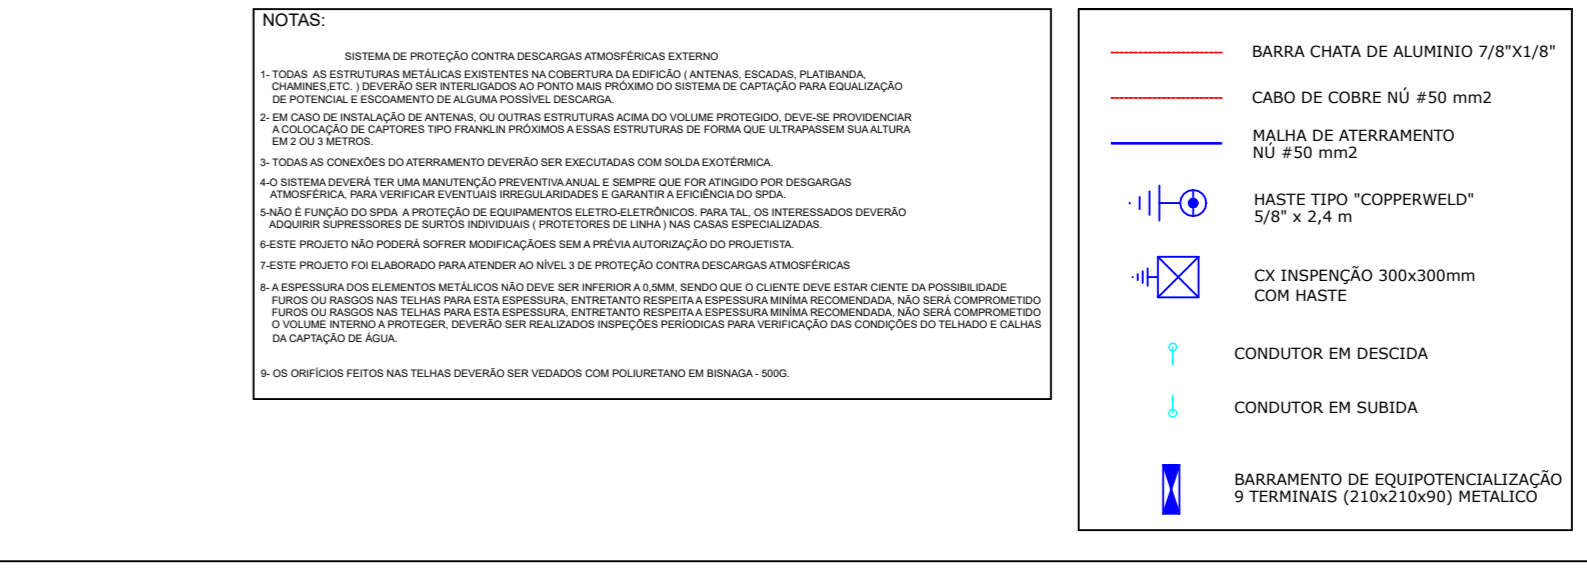 NOTAS:
SISTEMA DE PROTEÇÃO CONTRA DESCARGAS ATMOSFÉRICAS EXTERNO
1- TODAS AS ESTRUTURAS METÁLICAS EXISTENTES NA COBERTURA DA EDIFICÃO ( ANTENAS, ESCADAS, PLATIBANDA,
CHAMINES,ETC. ) DEVERÃO SER INTERLIGADOS AO PONTO MAIS PRÓXIMO DO SISTEMA DE CAPTAÇÃO PARA EQUALIZAÇÃO
DE POTENCIAL E ESCOAMENTO DE ALGUMA POSSÍVEL DESCARGA.
2- EM CASO DE INSTALAÇÃO DE ANTENAS, OU OUTRAS ESTRUTURAS ACIMA DO VOLUME PROTEGIDO, DEVE-SE PROVIDENCIAR
A COLOCAÇÃO DE CAPTORES TIPO FRANKLIN PRÓXIMOS A ESSAS ESTRUTURAS DE FORMA QUE ULTRAPASSEM SUA ALTURA
EM 2 OU 3 METROS.
3- TODAS AS CONEXÕES DO ATERRAMENTO DEVERÃO SER EXECUTADAS COM SOLDA EXOTÉRMICA.
4-O SISTEMA DEVERÁ TER UMA MANUTENÇÃO PREVENTIVA ANUAL E SEMPRE QUE FOR ATINGIDO POR DESGARGAS
ATMOSFÉRICA, PARA VERIFICAR EVENTUAIS IRREGULARIDADES E GARANTIR A EFICIÊNCIA DO SPDA.
5-NÃO É FUNÇÃO DO SPDA A PROTEÇÃO DE EQUIPAMENTOS ELETRO-ELETRÔNICOS. PARA TAL, OS INTERESSADOS DEVERÃO
ADQUIRIR SUPRESSORES DE SURTOS INDIVIDUAIS ( PROTETORES DE LINHA ) NAS CASAS ESPECIALIZADAS.
6-ESTE PROJETO NÃO PODERÁ SOFRER MODIFICAÇÃOES SEM A PRÉVIA AUTORIZAÇÃO DO PROJETISTA.
7-ESTE PROJETO FOI ELABORADO PARA ATENDER AO NÍVEL 3 DE PROTEÇÃO CONTRA DESCARGAS ATMOSFÉRICAS
8- A ESPESSURA DOS ELEMENTOS METÁLICOS NÃO DEVE SER INFERIOR A 0,5MM, SENDO QUE O CLIENTE DEVE ESTAR CIENTE DA POSSIBILIDADE
FUROS OU RASGOS NAS TELHAS PARA ESTA ESPESSURA, ENTRETANTO RESPEITA A ESPESSURA MINÍMA RECOMENDADA, NÃO SERÁ COMPROMETIDO
FUROS OU RASGOS NAS TELHAS PARA ESTA ESPESSURA, ENTRETANTO RESPEITA A ESPESSURA MINÍMA RECOMENDADA, NÃO SERÁ COMPROMETIDO
O VOLUME INTERNO A PROTEGER, DEVERÃO SER REALIZADOS INSPEÇÕES PERÍODICAS PARA VERIFICAÇÃO DAS CONDIÇÕES DO TELHADO E CALHAS
DA CAPTAÇÃO DE ÁGUA.
9- OS ORIFÍCIOS FEITOS NAS TELHAS DEVERÃO SER VEDADOS COM POLIURETANO EM BISNAGA - 500G.
BARRA CHATA DE ALUMINIO 7/8"X1/8"
CABO DE COBRE NÚ #50 mm2
MALHA DE ATERRAMENTO
NÚ #50 mm2
HASTE TIPO "COPPERWELD"
5/8" x 2,4 m
CX INSPENÇÃO 300x300mm
COM HASTE
CONDUTOR EM DESCIDA
CONDUTOR EM SUBIDA
BARRAMENTO DE EQUIPOTENCIALIZAÇÃO
9 TERMINAIS (210x210x90) METALICO